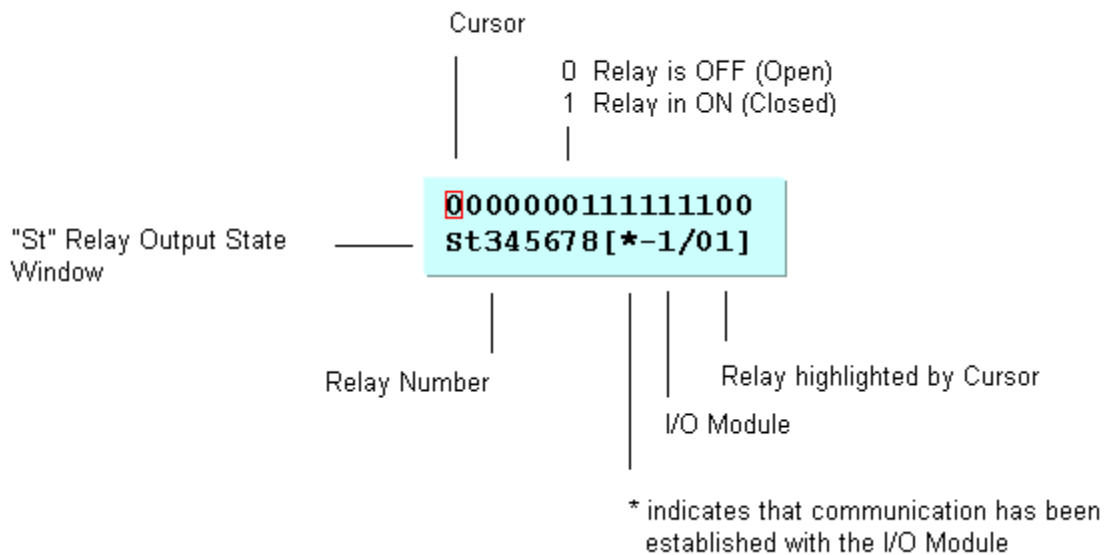 Cursor
0 Relay is OFF (Open)
1 Relay in ON (Closed)
0000000111111100
St345678[*-1/01]
"St" Relay Output State
Window
Relay Number
Relay highlighted by Cursor
I/O Module
* indicates that communication has been
established with the I/O Module